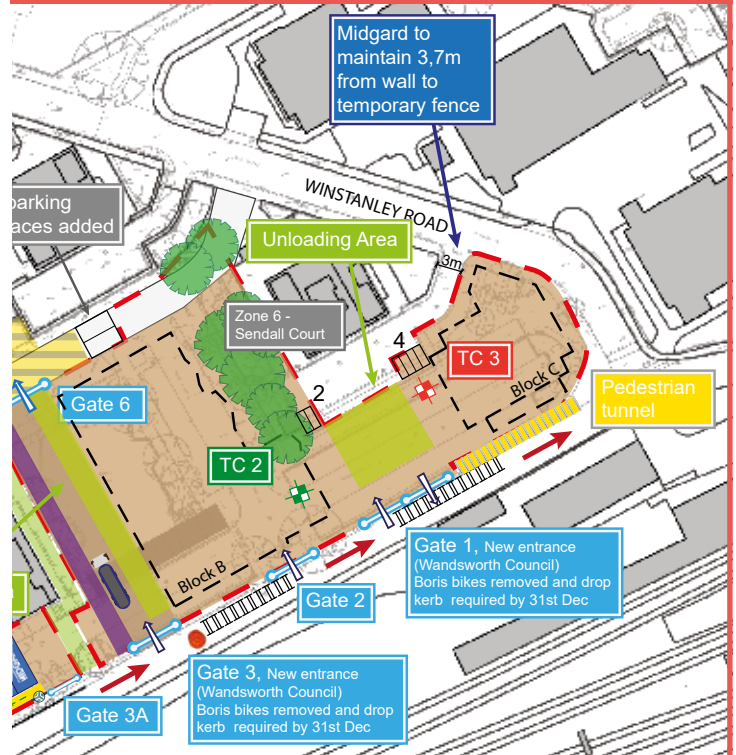 Midgard to
maintain 3,7m
from wall to
temporary fence
WINSTANLEY ROAD
parking
aces added
Unloading Area
3m
Zone 6 -
Sendall Court
4
TC 3
Block C
Gate 6
2
Pedestrian
tunnel
TC 2
Block B
Gate 1, New entrance
(Wandsworth Council)
Boris bikes removed and drop
kerb required by 31st Dec
Gate 2
Gate 3, New entrance
(Wandsworth Council)
Boris bikes removed and drop
kerb required by 31st Dec
Gate 3A